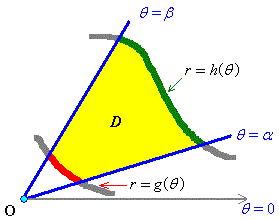 θ = β
r = h(θ)
D
θ = α
r = g(θ)
O
θ = 0